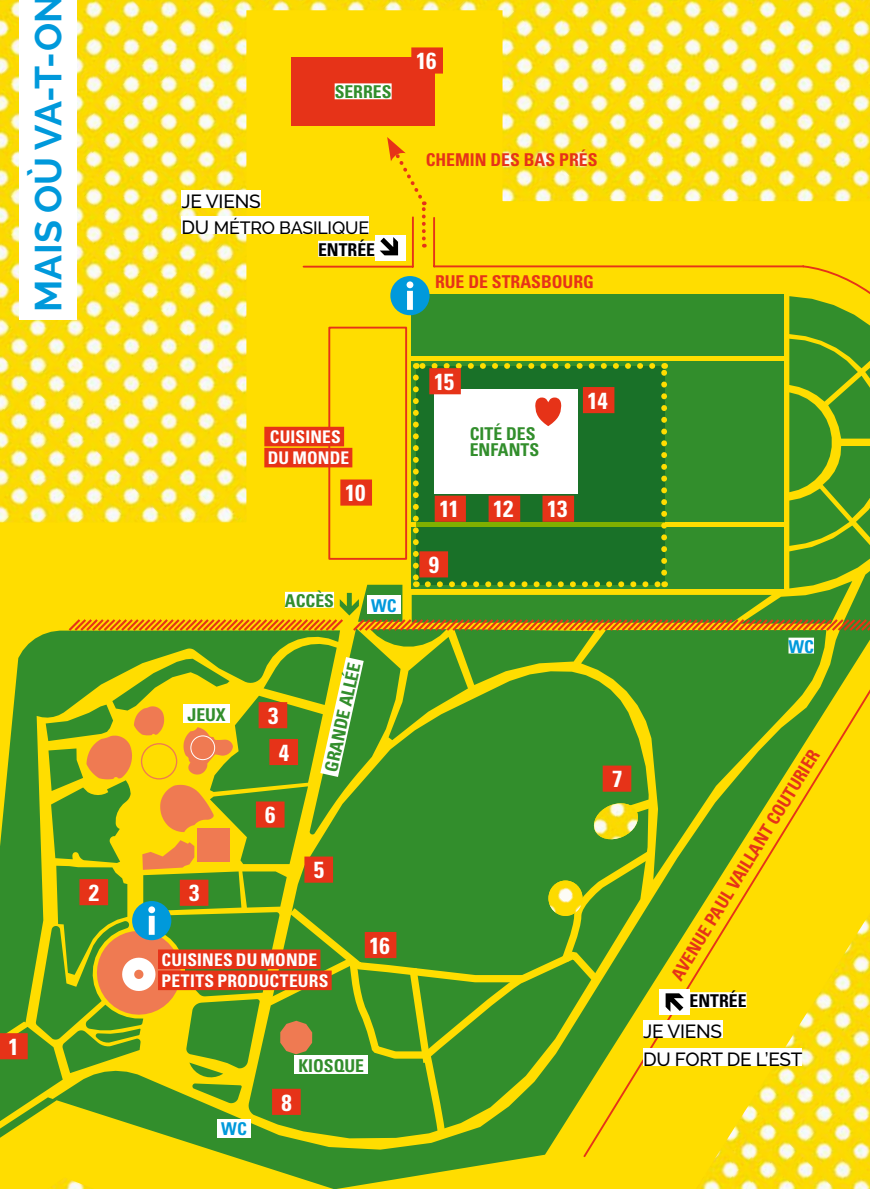 MAIS OÙ VA-T-ON
16
SERRES
CHEMIN DES BAS PRÉS
JE VIENS
DU MÉTRO BASILIQUE
ENTRÉE
i
RUE DE STRASBOURG
15
14
CITÉ DES
ENFANTS
CUISINES
DU MONDE
10
11
12
13
9
ACCÈS
WC
WC
GRANDE ALLÉE
JEUX
3
4
7
6
5
2
3
i
16
CUISINES DU MONDE
PETITS PRODUCTEURS
AVENUE PAUL VAILLANT COUTURIER
ENTRÉE
JE VIENS
DU FORT DE L'EST
1
KIOSQUE
8
WC